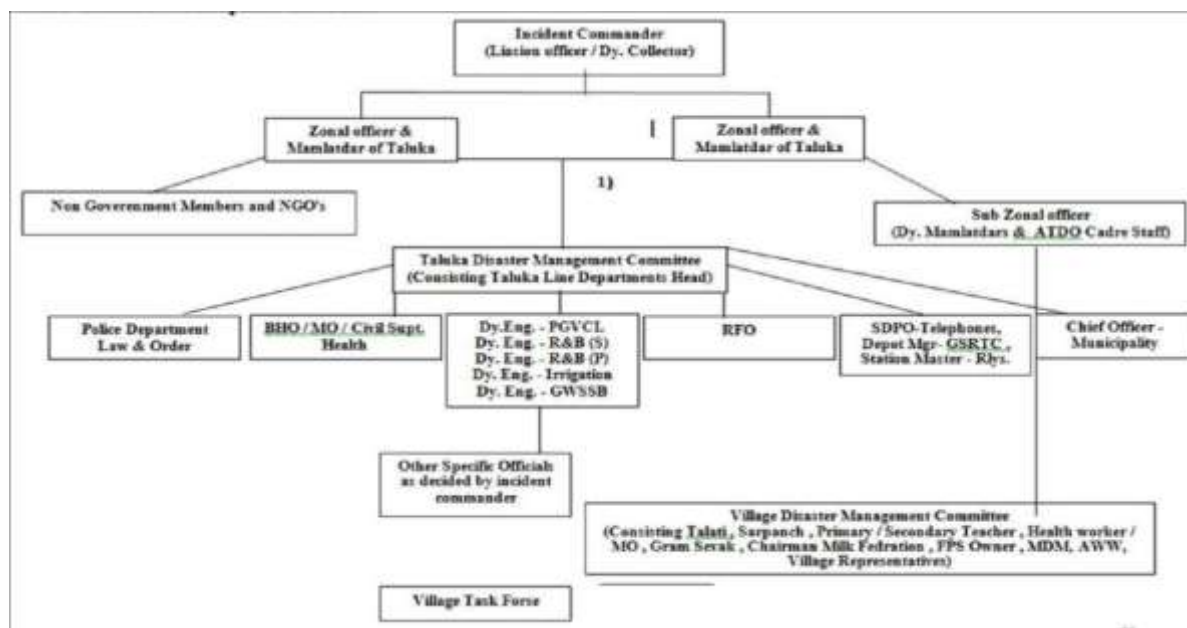 Incident Commander
(Liasion officer / Dy. Collector)
Zonal officer &
Mamlatdar of Taluka
Zonal officer &
Mamlatdar of Taluka
1)
Non Goverenment Members and NGO's
Sub Zonal officer
(Dy. Mamlatdars & ATDO Cadre Staff)
Taluka Disaster Management Committee
(Consisting Taluka Line Departments Head)
Police Department
Law & Order
BHO / MO / Civil Supt.
Health
Dy.Eng. - PGVCL
Dy. Eng. - R&B (S)
Dy. Eng. - R&B (P)
Dy. Eng. - Irrigation
Dy. Eng. - GWSSB
RFO
SDPO-Telephones,
Depot Mgr- GSRTC ,
Station Master - Rlys.
Chief Officer -
Municipality
Other Specific Officials
as decided by incident
commander
Village Disaster Management Committee
(Consisting Talati , Sarpanch , Primary / Secondary Teacher , Health worker /
MO , Gram Sevak , Chairman Milk Fedration , FPS Owner , MDM, AWW,
Village Representatives)
Village Task Forse